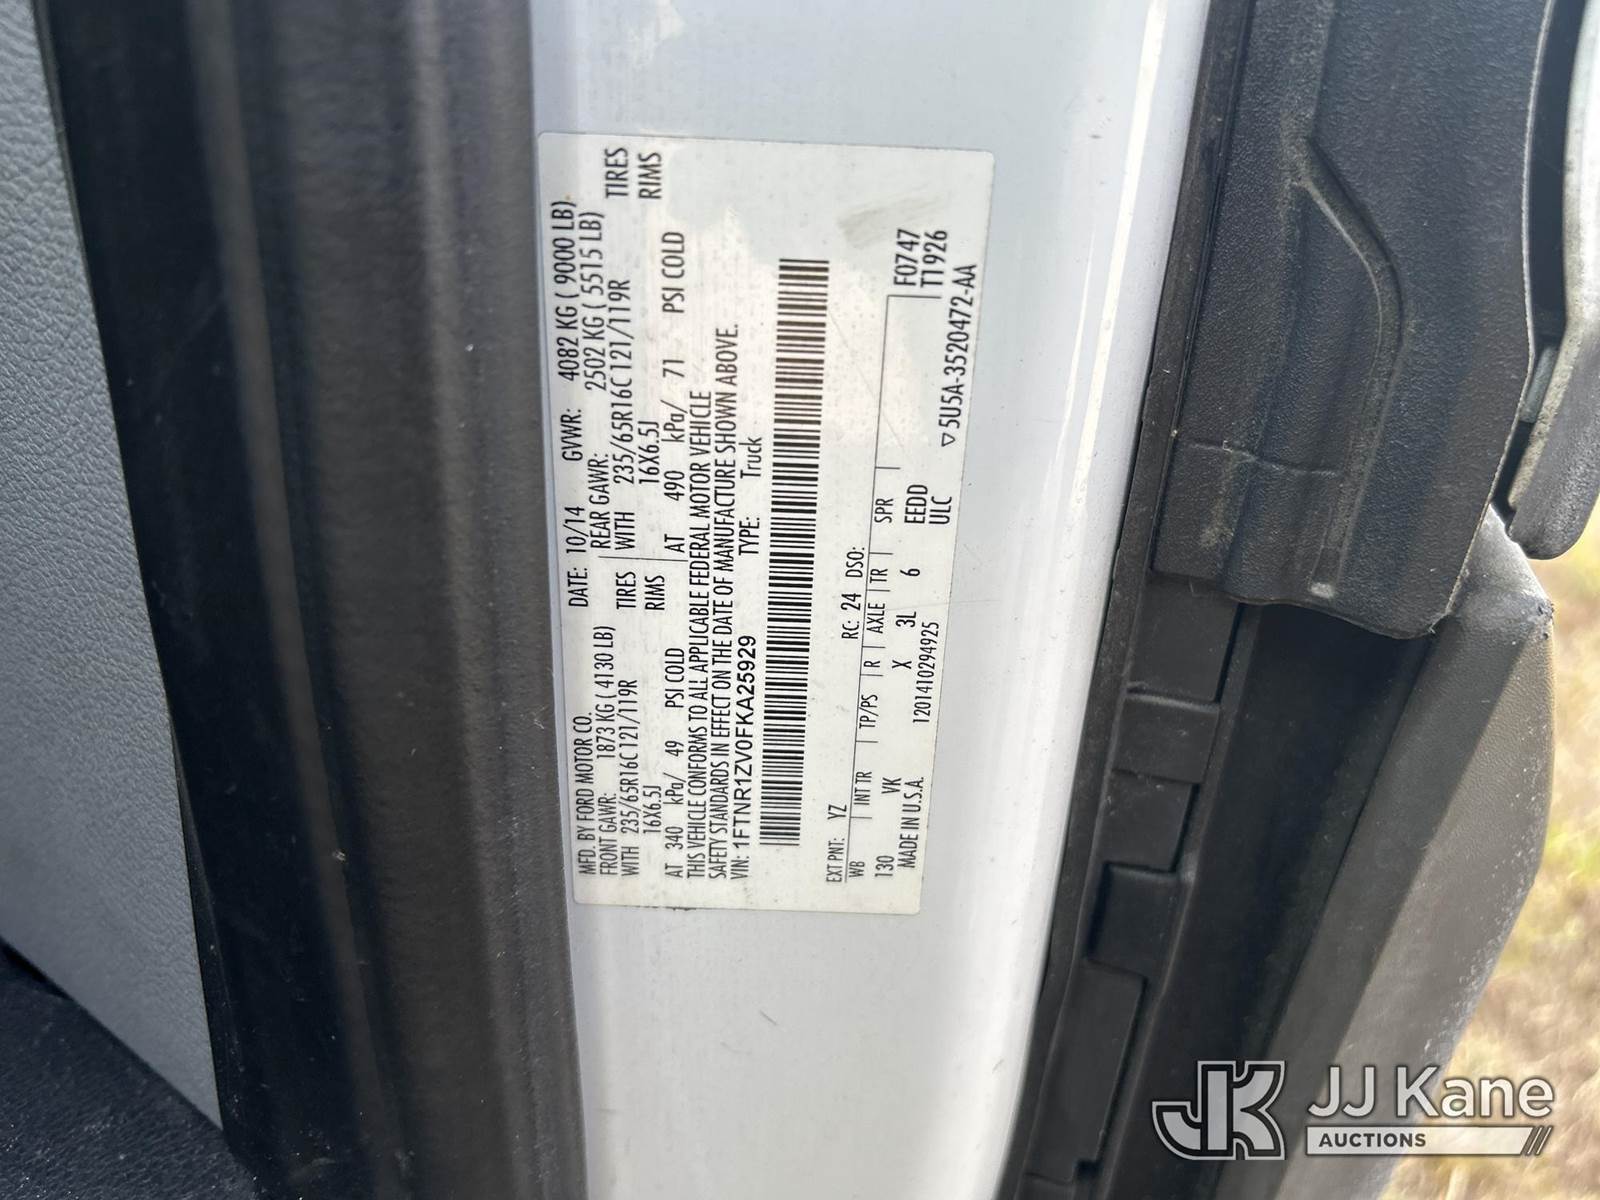 MFD. BY FORD MOTOR CO.
DATE: 10/14 GVWR: 4082 KG ( 9000 LB)
FRONT GAWR: 1873 KG ( 4130 LB) REAR GAWR: 2502 KG ( 5515 LB)
WITH 235/65R16C 121/119R TIRES WITH 235/65R16C 121/119R TIRES
16X6.5J RIMS 16X6.5J RIMS
AT 340 kPa/ 49 PSI COLD AT 490 kPa/ 71 PSI COLD
THIS VEHICLE CONFORMS TO ALL APPLICABLE FEDERAL MOTOR VEHICLE
SAFETY STANDARDS IN EFFECT ON THE DATE OF MANUFACTURE SHOWN ABOVE.
VIN: 1FTNR1ZV0FKA25929 TYPE: Truck
EXT PNT: YZ RC: 24 DSO:
WB INT TR TP/PS R AXLE TR SPR F0747
130 VK X 3L 6 EEDD T1926
MADE IN U.S.A. 1201410294925 ULC
▽5U5A-3520472-AA
JK JJ Kane
AUCTIONS